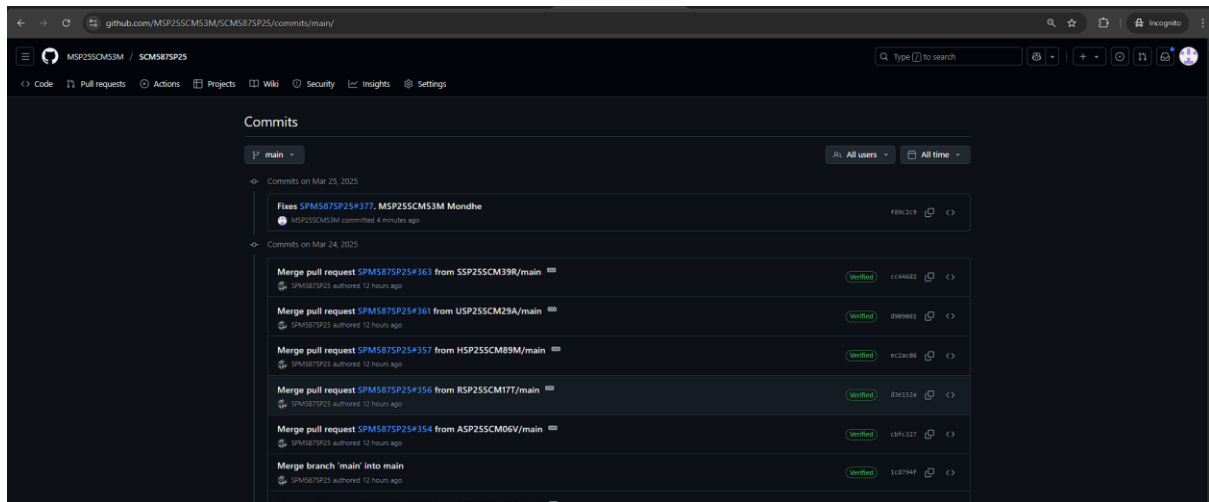 github.com/MSP25SCM53M/SCM587SP25/commits/main/
Incognito
MSP25SCM53M / SCM587SP25
Type / to search
Code Pull requests Actions Projects Wiki Security Insights Settings
Commits
main
All users
All time
Commits on Mar 25, 2025
Fixes SPM587SP25#377. MSP25SCM53M Mondhe
f89c2c9
MSP25SCM53M committed 4 minutes ago
Commits on Mar 24, 2025
Merge pull request SPM587SP25#363 from SSP25SCM39R/main
Verified cc44682
SPM587SP25 authored 12 hours ago
Merge pull request SPM587SP25#361 from USP25SCM29A/main
Verified
SPM587SP25 authored 12 hours ago
Merge pull request SPM587SP25#357 from HSP25SCM89M/main
Verified
SPM587SP25 authored 12 hours ago
Merge pull request SPM587SP25#356 from RSP25SCM17T/main
Verified d3e152a
SPM587SP25 authored 12 hours ago
Merge pull request SPM587SP25#354 from ASP25SCM06V/main
Verified cbfc327
SPM587SP25 authored 12 hours ago
Merge branch 'main' into main
Verified 1cd794f
SPM587SP25 authored 12 hours ago